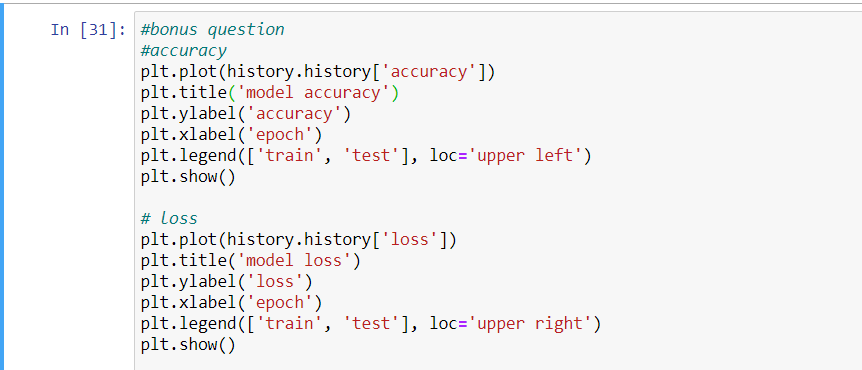 In [31]: #bonus question
#accuracy
plt.plot(history.history['accuracy'])
plt.title('model accuracy')
plt.ylabel('accuracy')
plt.xlabel('epoch')
plt.legend(['train', 'test'], loc='upper left')
plt.show()

# loss
plt.plot(history.history['loss'])
plt.title('model loss')
plt.ylabel('loss')
plt.xlabel('epoch')
plt.legend(['train', 'test'], loc='upper right')
plt.show()